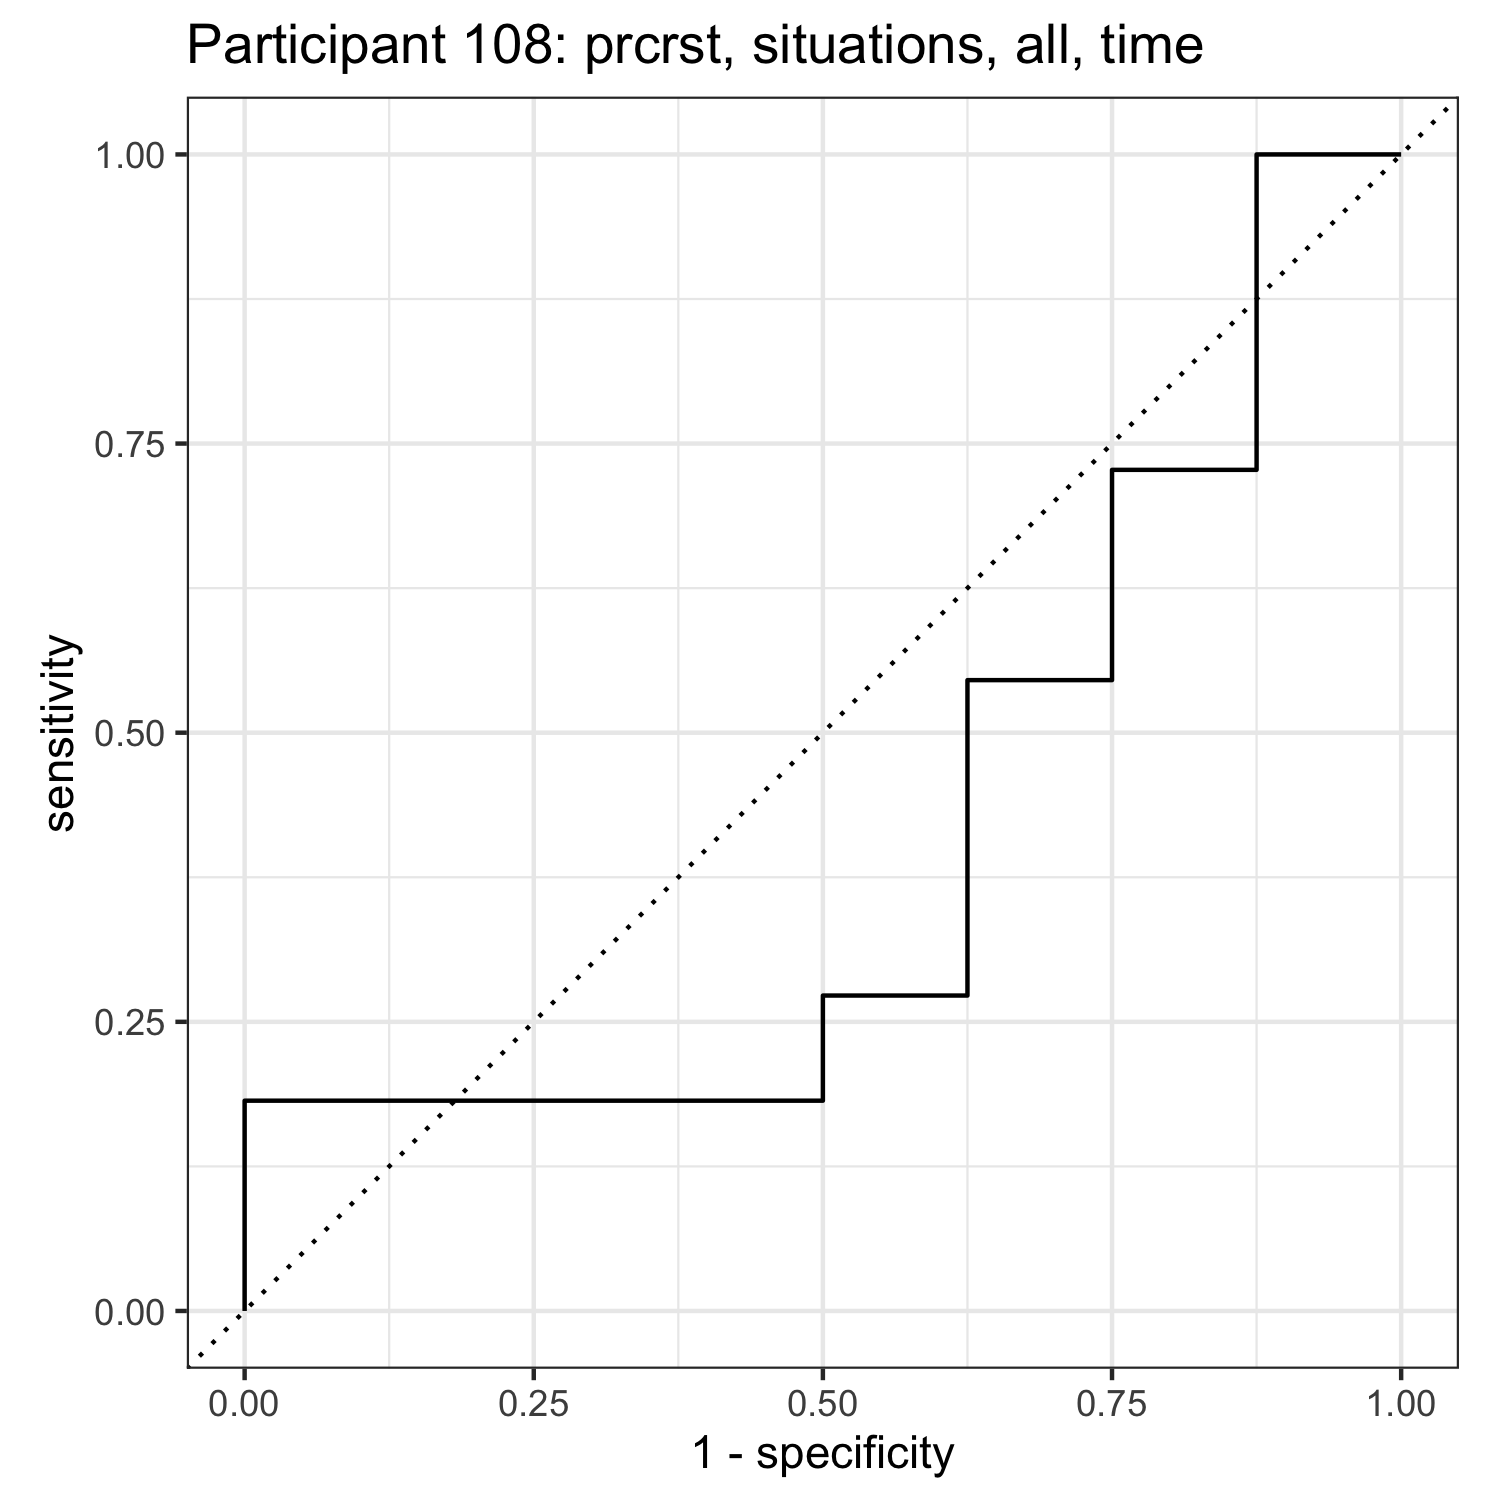 Participant 108: prcrst, situations, all, time
1.00
0.75
0.50
0.25
0.00
sensitivity
0.00 0.25 0.50 0.75 1.00
1 - specificity